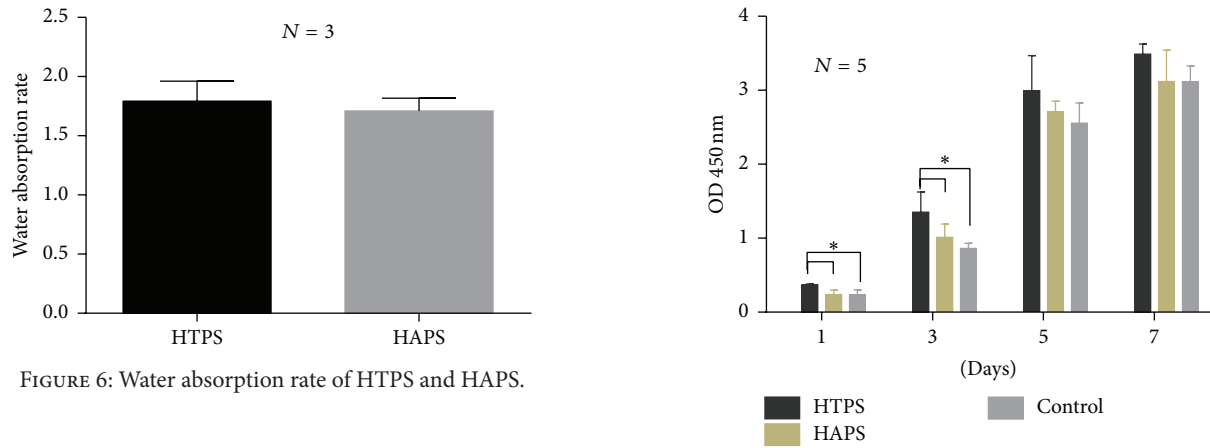 2.5
2.0
1.5
1.0
0.5
0.0
Water absorption rate
N = 3
HTPS HAPS
FIGURE 6: Water absorption rate of HTPS and HAPS.
4
3
2
1
0
OD 450 nm
N = 5
*
*
1 3 5 7
(Days)
HTPS Control
HAPS